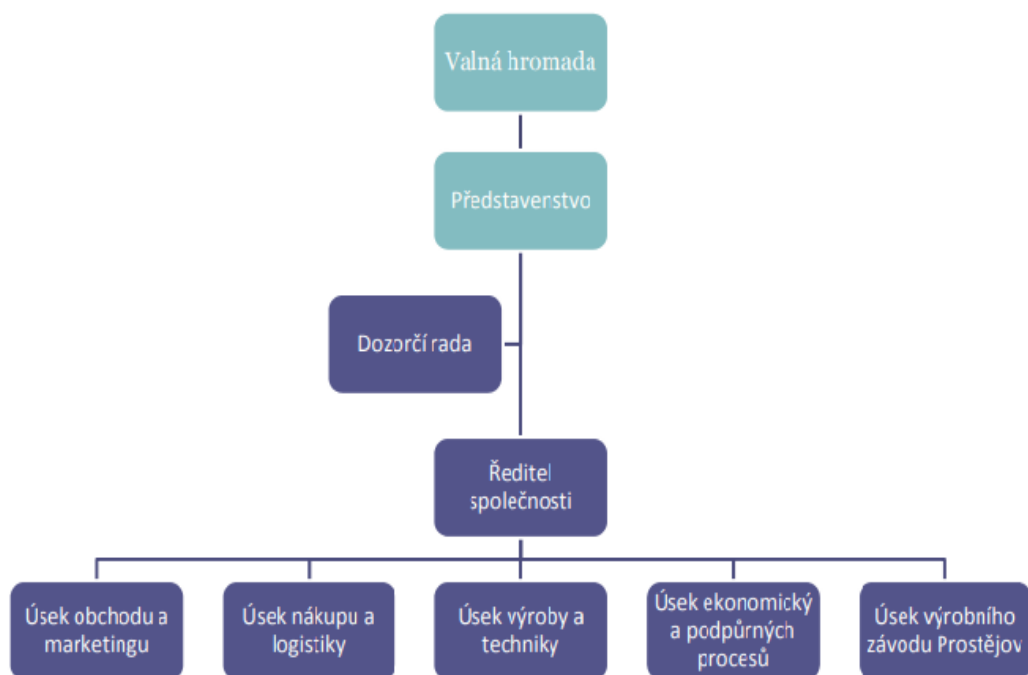 Valná hromada
Představenstvo
Dozorčí rada
Ředitel
společnosti
Úsek obchodu a
marketingu
Úsek nákupu a
logistiky
Úsek výroby a
techniky
Úsek ekonomický
a podpůrných
procesů
Úsek výrobního
závodu Prostějov